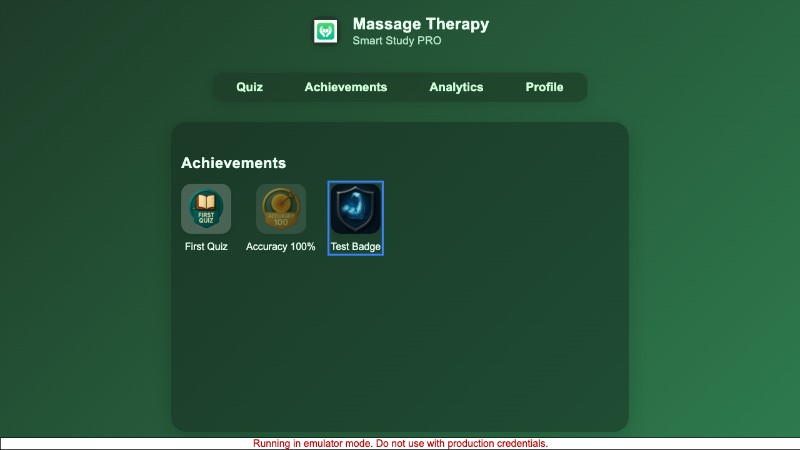 Massage Therapy
Smart Study PRO
Quiz
Achievements
Analytics
Profile
Achievements
FIRST
QUIZ
First Quiz
ACCURACY
100
Accuracy 100%
Test Badge
Running in emulator mode. Do not use with production credentials.